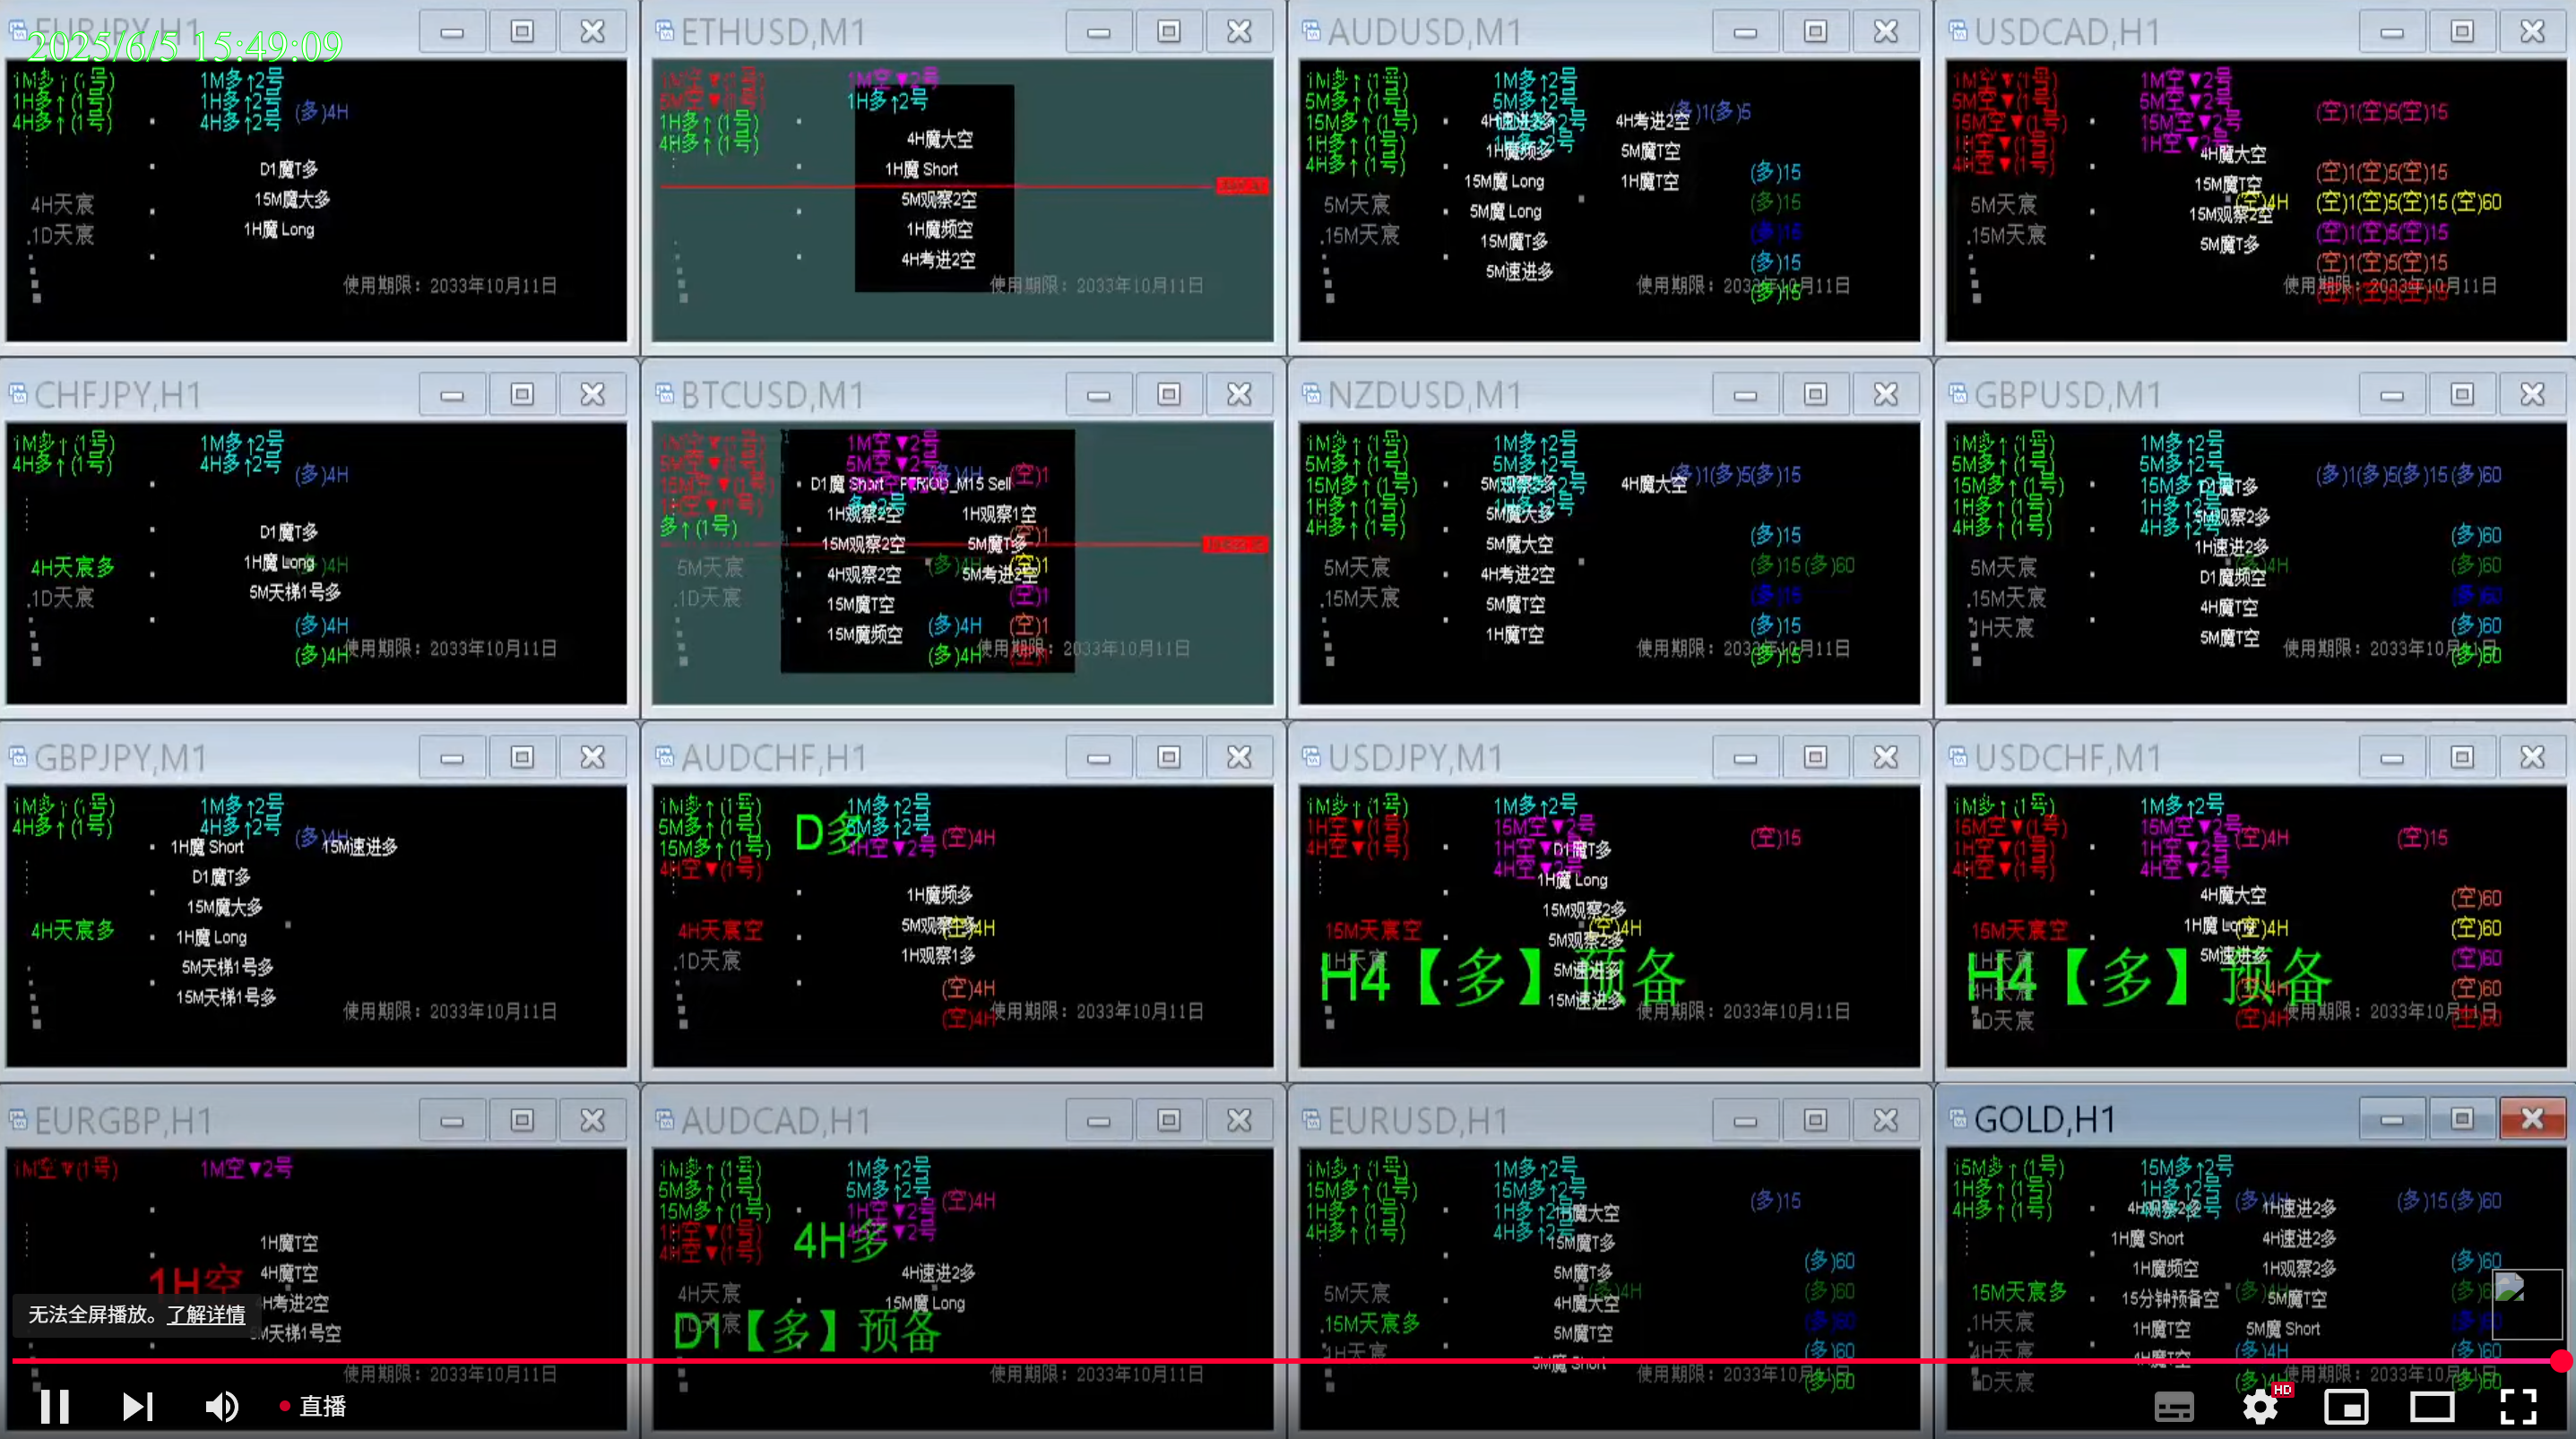 EURJPY,H1
2025/6/5 15:49:09
1M多↑(1号) 1M多↑2号
1H多↑(1号) 1H多↑2号
4H多↑(1号) 4H多↑2号 (多)4H
D1魔T多
15M魔大多
4H天宸
1H魔 Long
.1D天宸
使用期限：2033年10月11日
ETHUSD,M1
1M空▼(1号) 1M空▼2号
5M空▼(1号) 1H多↑2号
1H多↑(1号)
4H多↑(1号)
4H魔大空
1H魔 Short
5M观察2空
1H魔频空
4H考进2空
使用期限：2033年10月11日
AUDUSD,M1
1M多↑(1号) 1M多↑2号
5M多↑(1号) 5M多↑2号 (多)1(多)5
15M多↑(1号) 4H速进2多 4H考进2空
1H多↑(1号) 1H魔频多 5M魔T空
4H多↑(1号)
15M魔 Long 1H魔T空 (多)15
5M天宸 5M魔 Long (多)15
.15M天宸 15M魔T多 (多)15
5M速进多 (多)15
使用期限：2033年10月11日 (多)15
USDCAD,H1
1M空▼(1号) 1M空▼2号
5M空▼(1号) 5M空▼2号 (空)1(空)5(空)15
15M空▼(1号) 15M空▼2号
1H空▼(1号) 1H空▼2号
4H空▼(1号) 4H魔大空
15M魔T空 (空)1(空)5(空)15
5M天宸 15M观察2空 (空)4H (空)1(空)5(空)15(空)60
.15M天宸 5M魔T多 (空)1(空)5(空)15
(空)1(空)5(空)15
使用期限：2033年10月11日 (空)1(空)5(空)15
CHFJPY,H1
1M多↑(1号) 1M多↑2号
4H多↑(1号) 4H多↑2号 (多)4H
D1魔T多
4H天宸多 1H魔 Long (多)4H
.1D天宸 5M天梯1号多
(多)4H
(多)4H 使用期限：2033年10月11日
BTCUSD,M1
1M空▼(1号) 1M空▼2号
5M空▼(1号) 5M空▼2号 (多)4H (空)1
15M空▼(1号) D1魔 Short PERIOD_M15 Sell
1H空▼(1号) 1H观察2空 1H观察1空
多↑(1号) 多↑2号 (空)1
15M观察2空 5M魔T多
5M天宸 4H观察2空 (多)4H 5M考进2空 (空)1
.1D天宸 15M魔T空 (空)1
15M魔频空 (多)4H (空)1
(多)4H 使用期限：2033年10月11日
NZDUSD,M1
1M多↑(1号) 1M多↑2号
5M多↑(1号) 5M多↑2号 (多)1(多)5(多)15
15M多↑(1号) 5M观察2多 4H魔大空
1H多↑(1号) 5M魔大多
4H多↑(1号) 5M魔大空 (多)15
5M天宸 4H考进2空 (多)15(多)60
.15M天宸 5M魔T空 (多)15
1H魔T空 (多)15
使用期限：2033年10月11日 (多)15
GBPUSD,M1
1M多↑(1号) 1M多↑2号
5M多↑(1号) 5M多↑2号 (多)1(多)5(多)15(多)60
15M多↑(1号) 15M多↑2号 D1魔T多
1H多↑(1号) 1H多↑2号 5M观察2多
4H多↑(1号) 4H多↑2号 1H速进2多 (多)60
5M天宸 D1魔频空 (多)4H (多)60
.15M天宸 4H魔T空 (多)60
1H天宸 5M魔T空 (多)60
使用期限：2033年10月11日 (多)60
GBPJPY,M1
1M多↑(1号) 1M多↑2号
4H多↑(1号) 4H多↑2号 (多)4H
1H魔 Short 15M速进多
D1魔T多
15M魔大多
4H天宸多 1H魔 Long
5M天梯1号多
15M天梯1号多
使用期限：2033年10月11日
AUDCHF,H1
1M多↑(1号) 1M多↑2号
5M多↑(1号) D多 5M多↑2号 (空)4H
15M多↑(1号) 4H空▼2号
4H空▼(1号)
1H魔频多
4H天宸空 5M观察2多 (空)4H
.1D天宸 1H观察1多
(空)4H
(空)4H 使用期限：2033年10月11日
USDJPY,M1
1M多↑(1号) 1M多↑2号
1H空▼(1号) 15M空▼2号 (空)15
4H空▼(1号) 1H空▼2号 D1魔T多
4H空▼2号 1H魔 Long
15M观察2多
15M天宸空 5M观察2多 (空)4H
.1H天宸 5M速进多
H4【多】预备
15M速进多
使用期限：2033年10月11日
USDCHF,M1
1M多↑(1号) 1M多↑2号
15M空▼(1号) 15M空▼2号 (空)4H (空)15
1H空▼(1号) 1H空▼2号
4H空▼(1号) 4H空▼2号
4H魔大空 (空)60
15M天宸空 1H魔 Long (空)4H (空)60
.1H天宸 5M速进多 (空)60
H4【多】预备
4H天宸 (空)4H (空)60
D天宸 (空)4H 使用期限：2033年10月11日 (空)60
EURGBP,H1
1M空▼(1号) 1M空▼2号
1H魔T空
1H空 4H魔T空
4H考进2空
5M天梯1号空
使用期限：2033年10月11日
AUDCAD,H1
1M多↑(1号) 1M多↑2号
5M多↑(1号) 5M多↑2号 (空)4H
15M多↑(1号) 1H空▼2号
1H空▼(1号) 4H空▼2号
4H空▼(1号) 4H多
4H速进2多
4H天宸 15M魔 Long
.1D天宸
D1【多】预备
使用期限：2033年10月11日
EURUSD,H1
1M多↑(1号) 1M多↑2号
15M多↑(1号) 15M多↑2号 (多)15
1H多↑(1号) 1H多↑2号 1H魔大空
4H多↑(1号) 4H多↑2号 15M魔T多
5M魔T多 (多)60
5M天宸 4H魔大空 (多)4H (多)60
.15M天宸多 5M魔T空 (多)60
1H天宸 5M魔 Short (多)60
使用期限：2033年10月11日 (多)60
GOLD,H1
15M多↑(1号) 15M多↑2号
1H多↑(1号) 1H多↑2号 (多)4H (多)15(多)60
4H多↑(1号) 4H观察2多 1H速进2多
1H魔 Short 4H速进2多
1H魔频空 1H观察2多 (多)60
15M天宸多 15分钟预备空 (多)4H 5M魔T空
.1H天宸 1H魔T空 5M魔 Short
4H天宸 4H魔T空 (多)4H (多)60
D天宸 (多)4H 使用期限：2033年10月11日 (多)60
无法全屏播放。了解详情
直播
HD